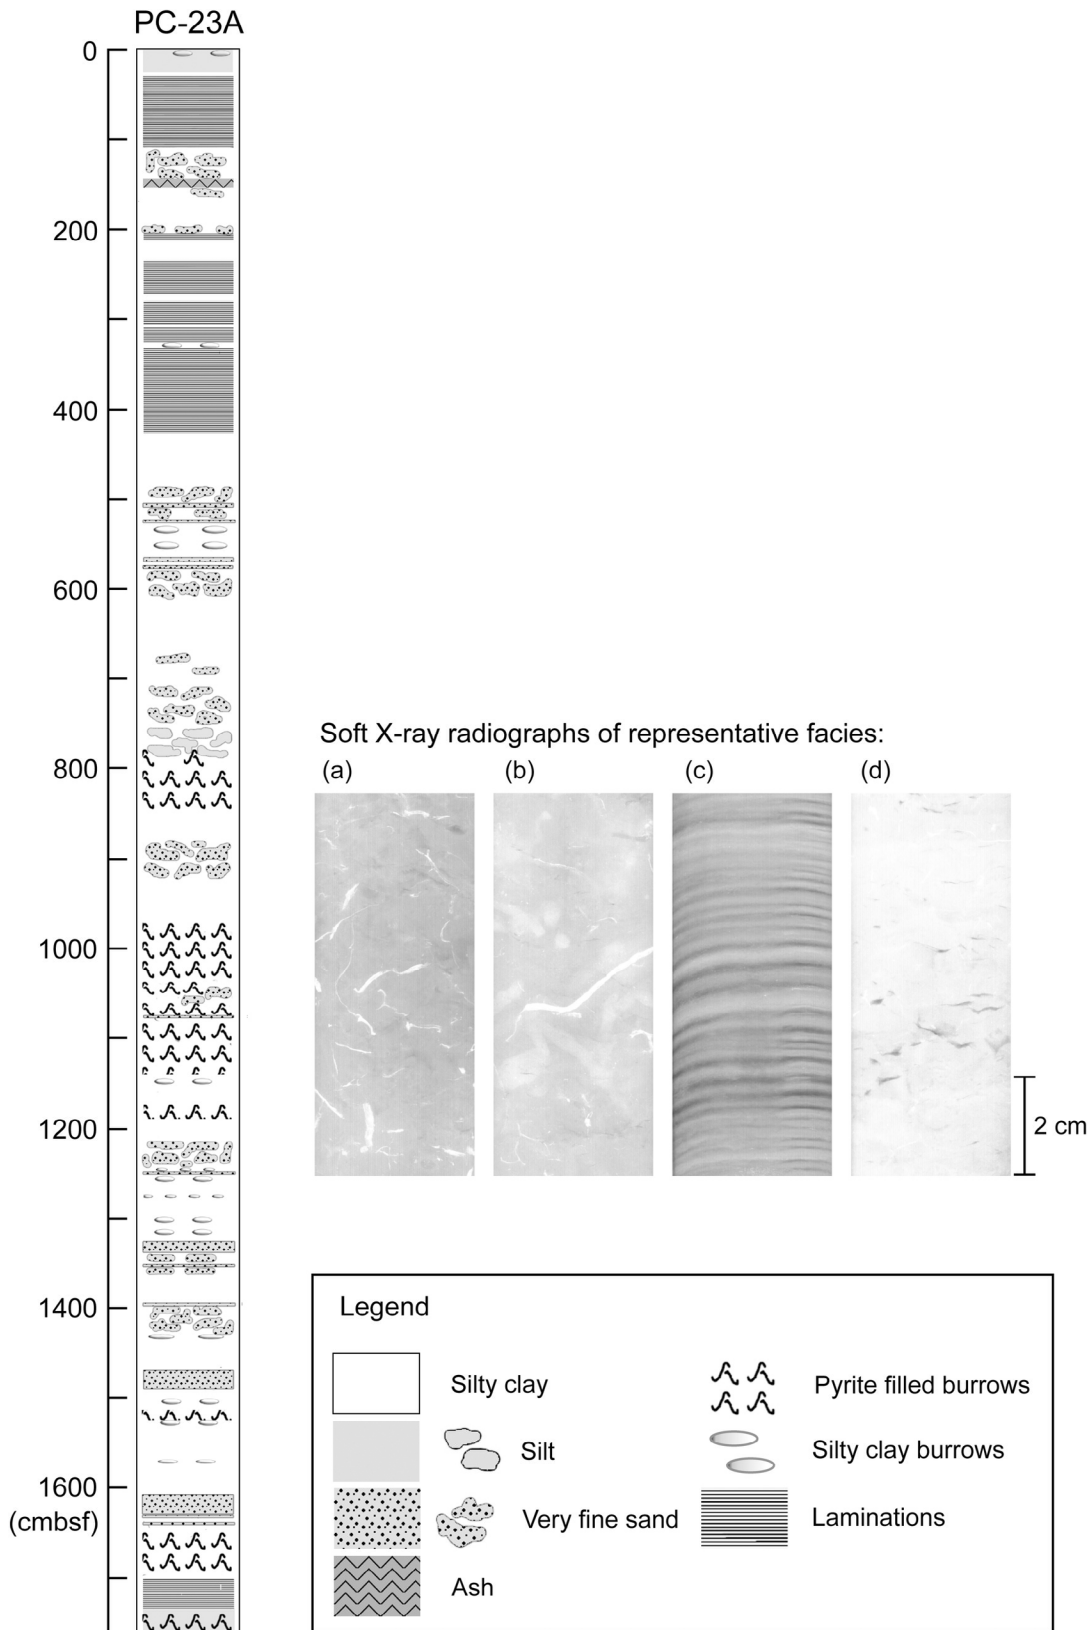 PC-23A
0
200
400
600
800
1000
1200
1400
1600
(cmbsf)
Soft X-ray radiographs of representative facies:
(a) (b) (c) (d)
2 cm
Legend
Silty clay
Silt
Very fine sand
Ash
Pyrite filled burrows
Silty clay burrows
Laminations